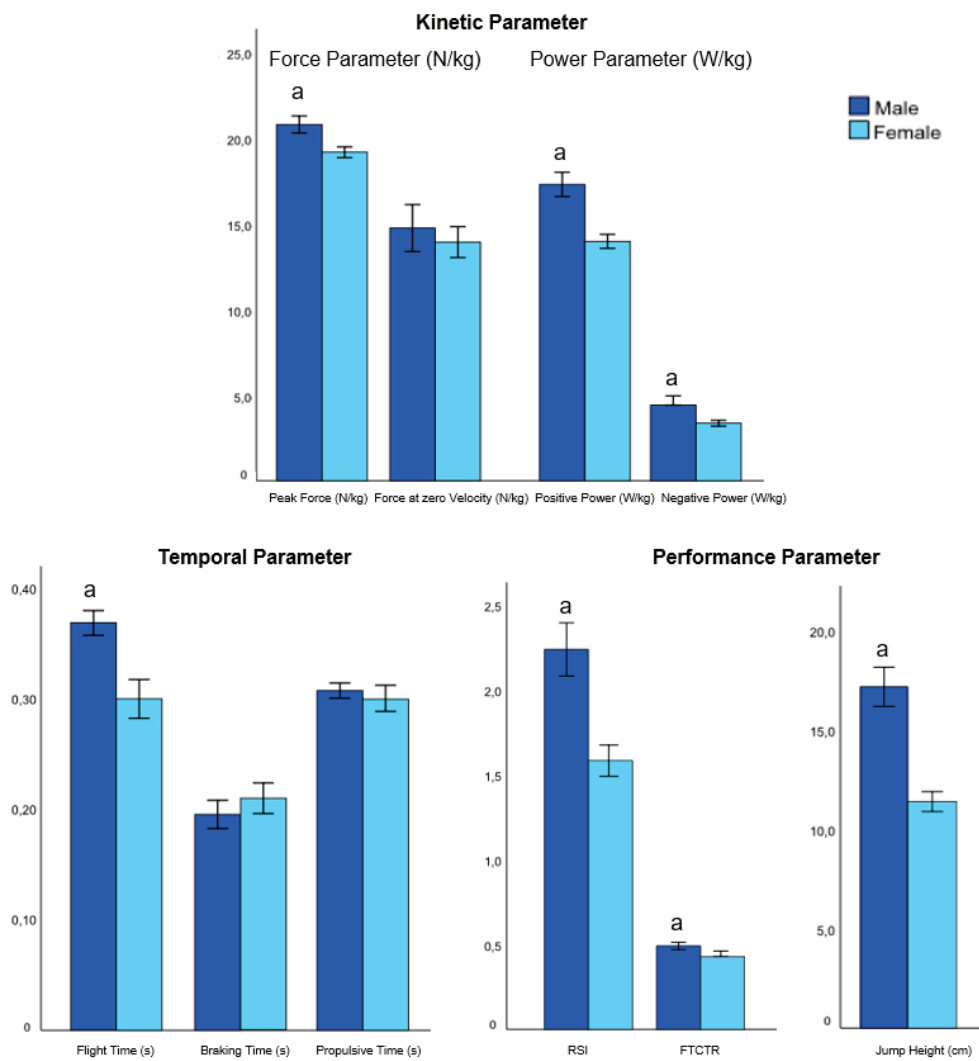 Kinetic Parameter
Force Parameter (N/kg)
Power Parameter (W/kg)
25,0
20,0
15,0
10,0
5,0
0
a
a
a
Male
Female
Peak Force (N/kg)
Force at zero Velocity (N/kg)
Positive Power (W/kg)
Negative Power (W/kg)
Temporal Parameter
0,40
0,30
0,20
0,10
0
a
Flight Time (s)
Braking Time (s)
Propulsive Time (s)
Performance Parameter
2,5
2,0
1,5
1,0
0,5
0
a
a
RSI
FTCTR
20,0
15,0
10,0
5,0
0
a
Jump Height (cm)